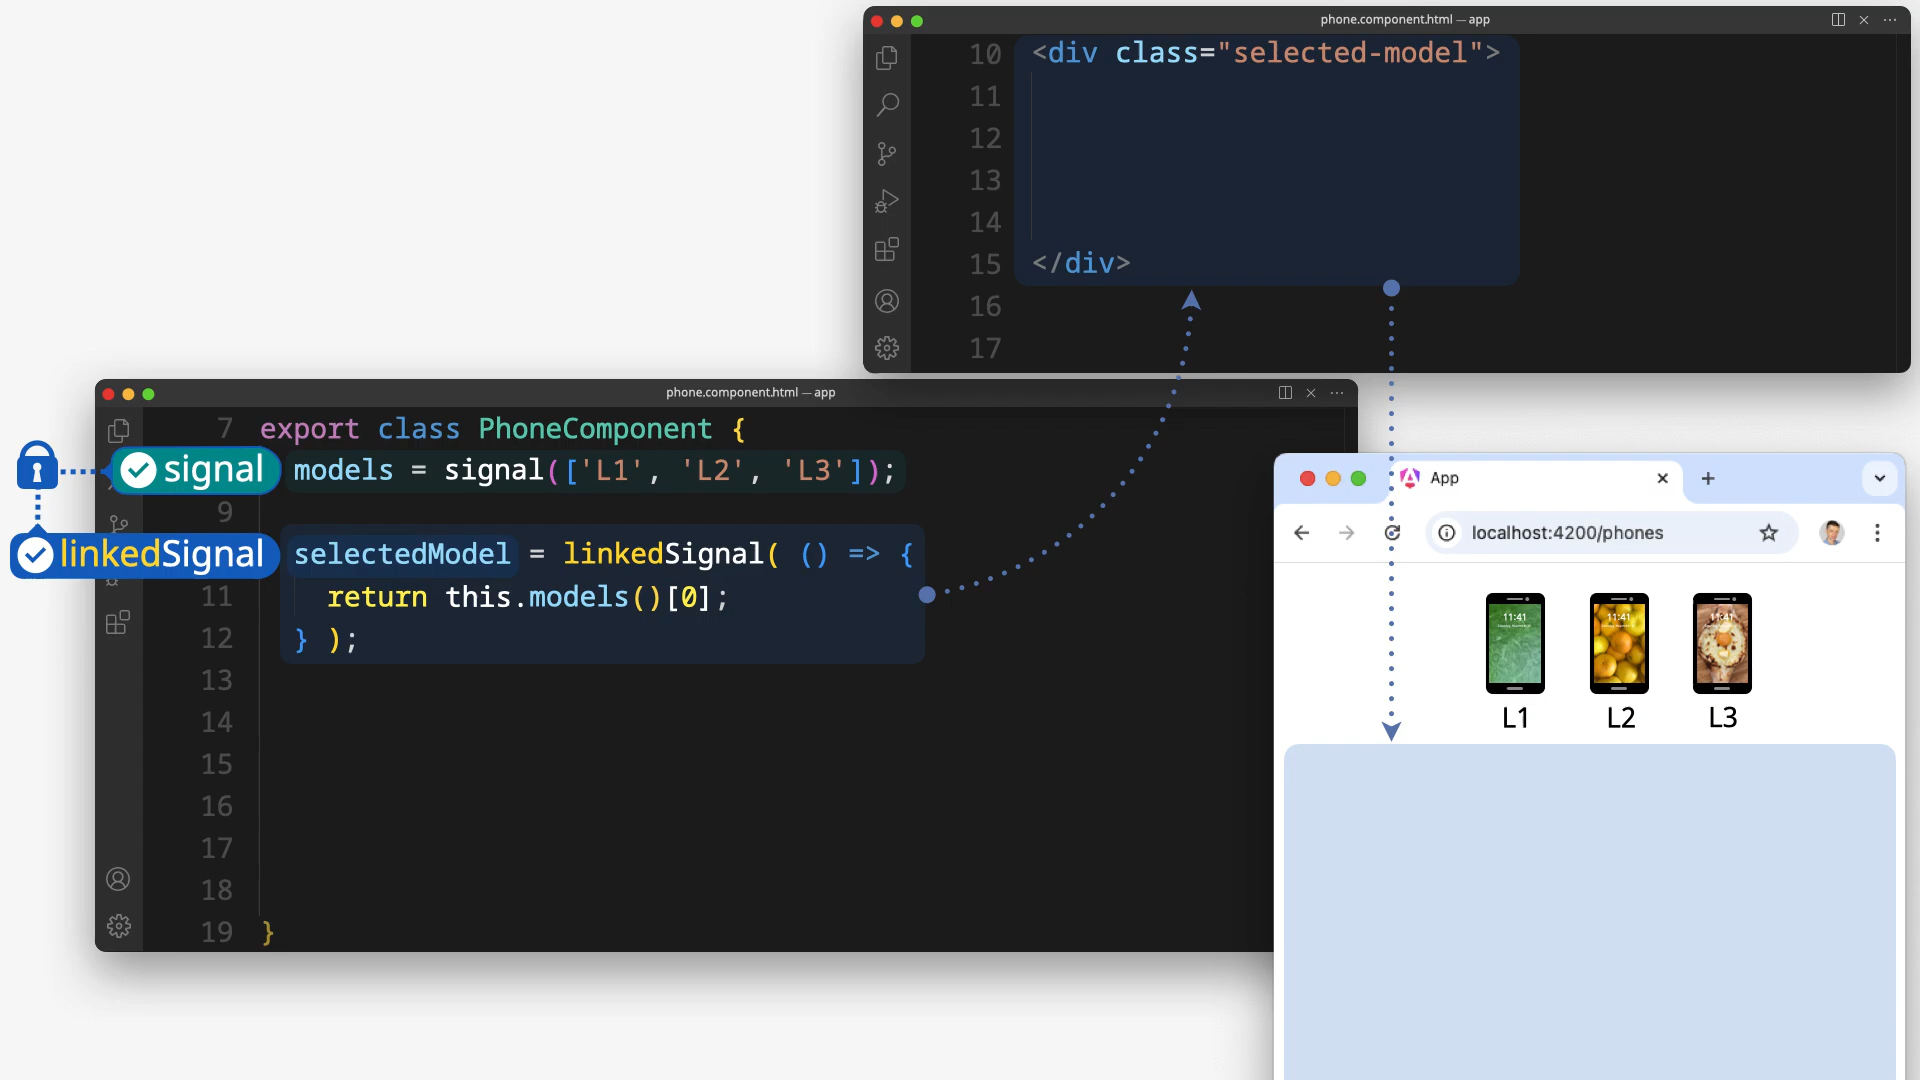 phone.component.html — app
10 <div class="selected-model">
11
12
13
14
15 </div>
16
17
phone.component.html — app
7 export class PhoneComponent {
signal models = signal(['L1', 'L2', 'L3']);
9
linkedSignal selectedModel = linkedSignal( () => {
11 return this.models()[0];
12 } );
13
14
15
16
17
18
19 }
App
localhost:4200/phones
11:41 11:41 11:41
L1 L2 L3